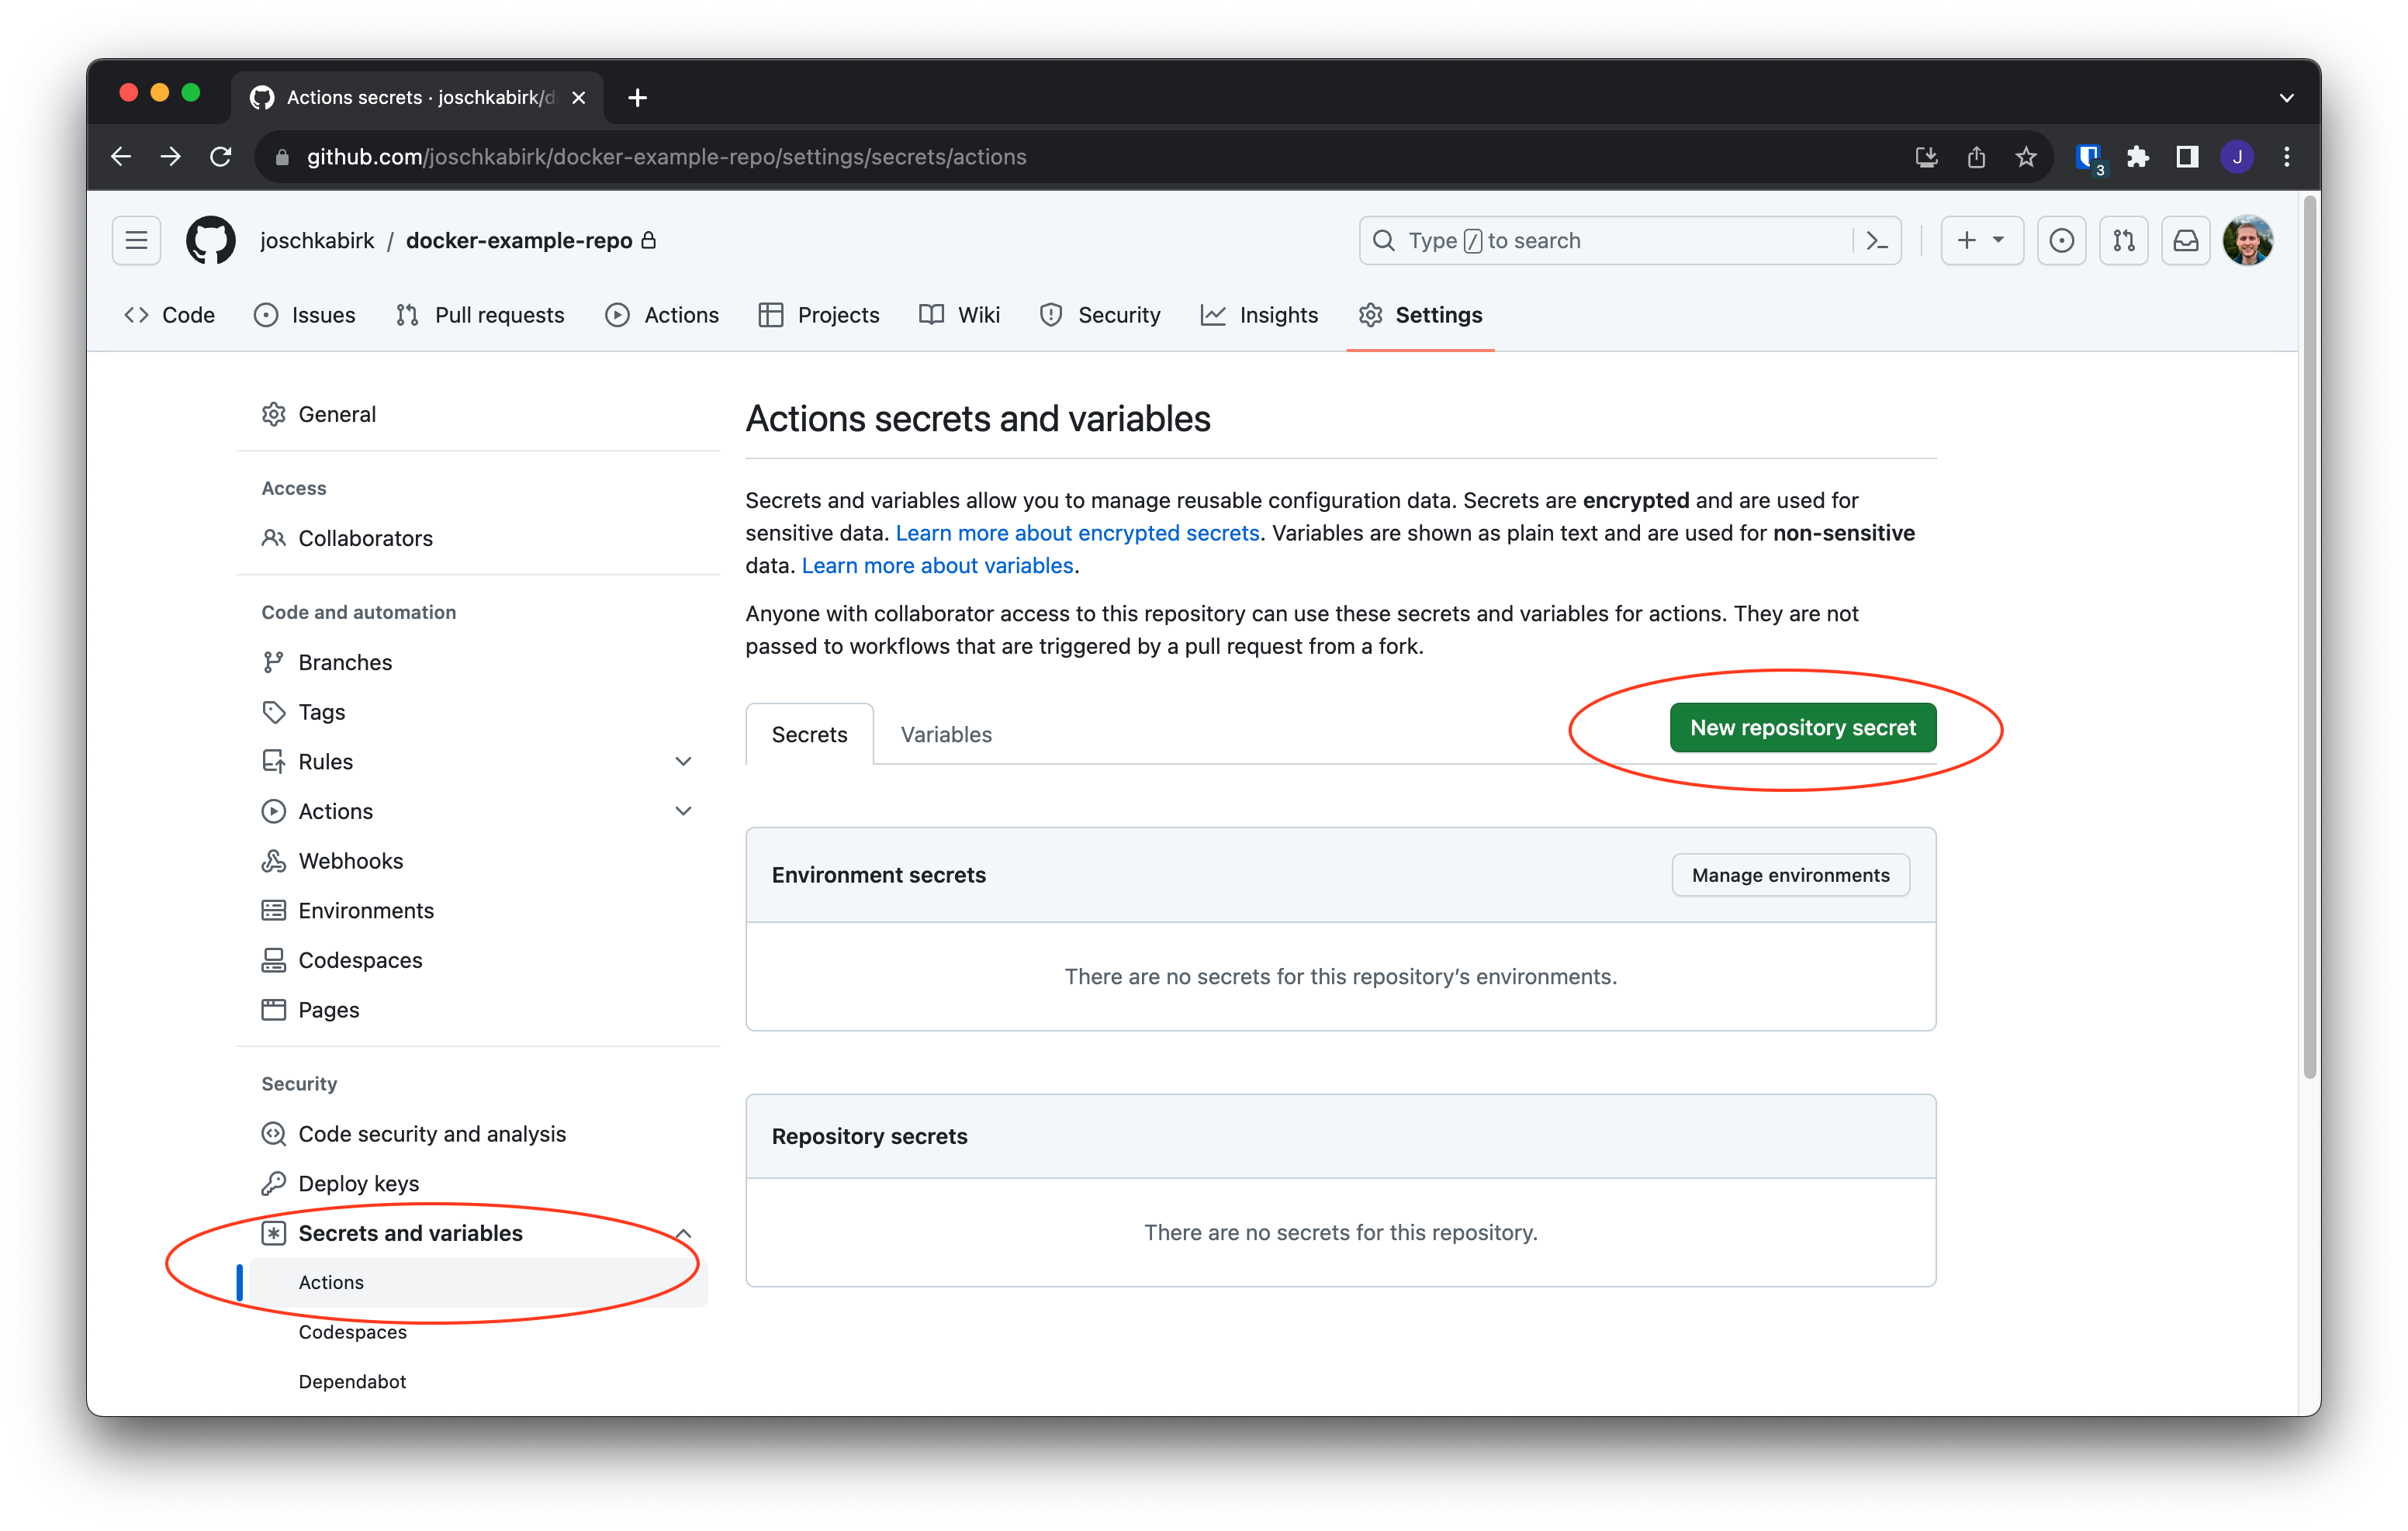 Actions secrets · joschkabirk/d
github.com/joschkabirk/docker-example-repo/settings/secrets/actions
3
J
joschkabirk / docker-example-repo
Type / to search
Code
Issues
Pull requests
Actions
Projects
Wiki
Security
Insights
Settings
General
Access
Collaborators
Code and automation
Branches
Tags
Rules
Actions
Webhooks
Environments
Codespaces
Pages
Security
Code security and analysis
Deploy keys
Secrets and variables
Actions
Codespaces
Dependabot
Actions secrets and variables
Secrets and variables allow you to manage reusable configuration data. Secrets are encrypted and are used for
sensitive data. Learn more about encrypted secrets. Variables are shown as plain text and are used for non-sensitive
data. Learn more about variables.
Anyone with collaborator access to this repository can use these secrets and variables for actions. They are not
passed to workflows that are triggered by a pull request from a fork.
Secrets
Variables
New repository secret
Environment secrets
Manage environments
There are no secrets for this repository’s environments.
Repository secrets
There are no secrets for this repository.